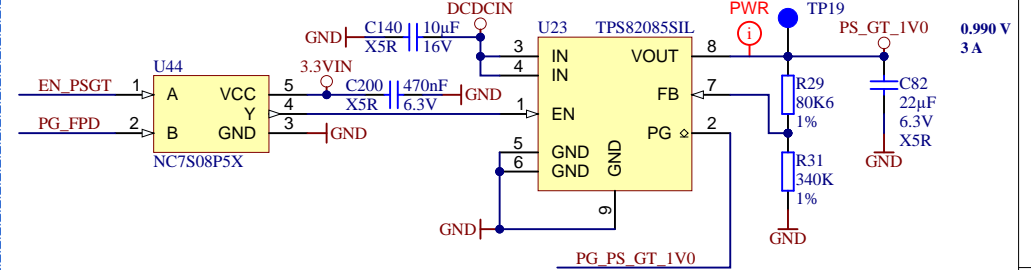 DCDCIN
PWR
TP19
C140 10µF
GND
X5R 16V
U23 TPS82085SIL
PS_GT_1V0
0.990 V
3 A
i
3 IN
4 IN
VOUT 8
U44
3.3VIN
EN_PSGT
1 A
VCC 5
C200 470nF
GND
X5R 6.3V
Y 4
1 EN
FB 7
R29
80K6
1%
C82
22µF
6.3V
X5R
GND
PG_FPD
2 B
GND 3
GND
NC7S08P5X
PG 2
5 GND
6 GND
GND
9
R31
340K
1%
GND
GND
PG_PS_GT_1V0